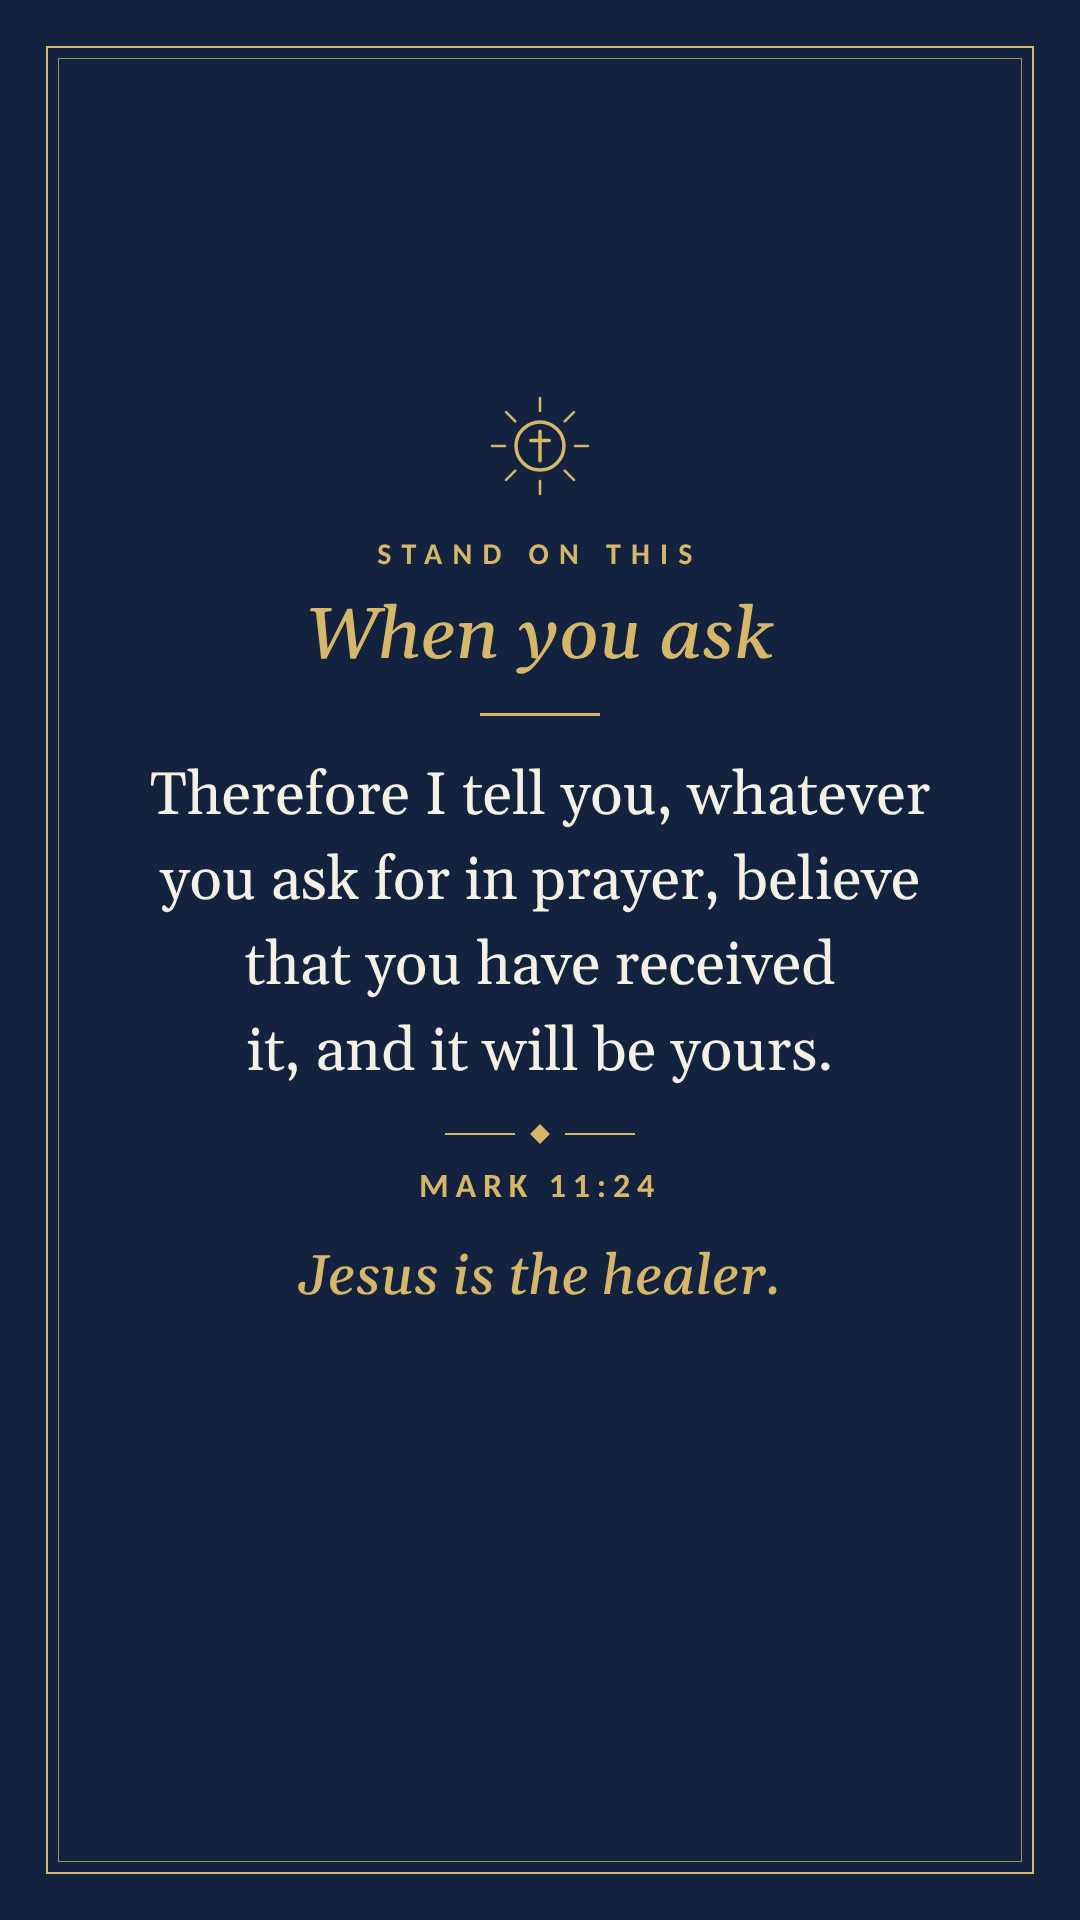 STAND ON THIS
When you ask
Therefore I tell you, whatever
you ask for in prayer, believe
that you have received
it, and it will be yours.
MARK 11:24
Jesus is the healer.